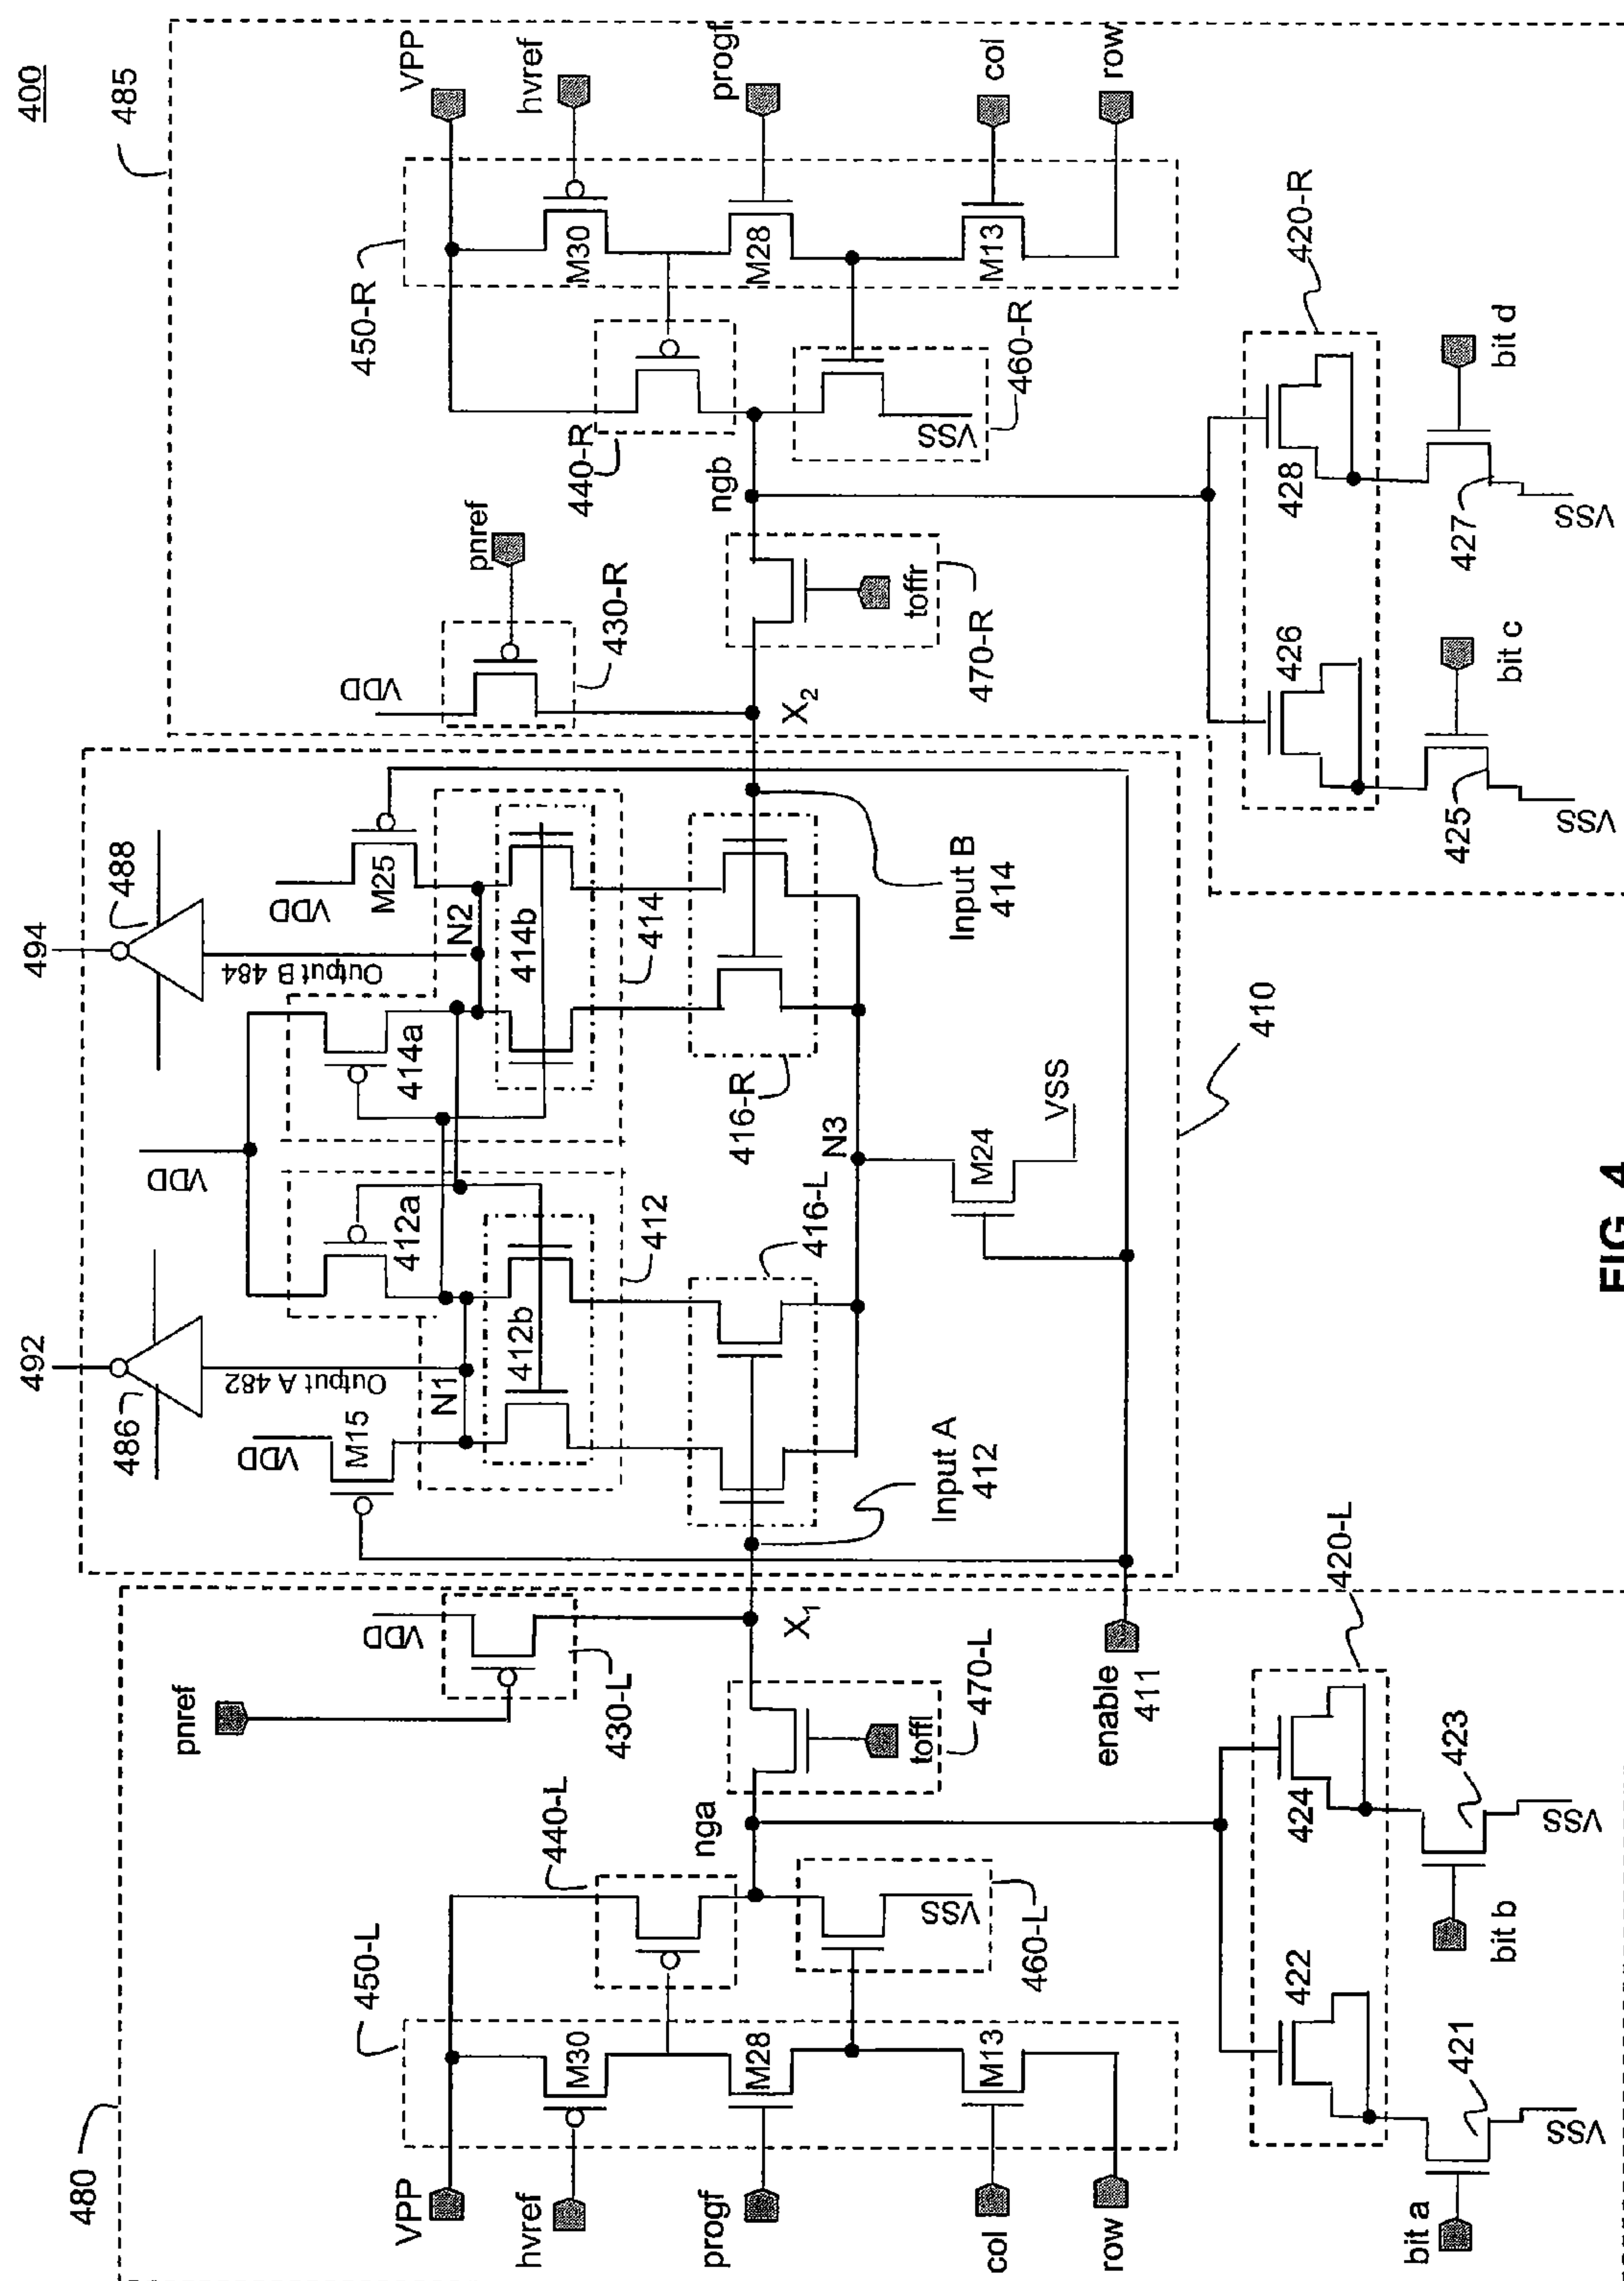 400
485
VPP
hvref
progf
col
row
450-R
M30
M28
M13
440-R
460-R
VSS
ngb
420-R
428
bit d
427
VSS
pnref
430-R
VDD
toffr
470-R
X2
426
bit c
425
VSS
494
488
VDD
M25
Output B 484
N2
414b
414
414a
416-R
Input B
414
410
VDD
N3
M24
VSS
412a
412
416-L
492
486
Output A 482
N1
412b
VDD
M15
Input A
412
FIG. 4
pnref
VDD
430-L
X1
470-L
toffl
enable
411
420-L
440-L
nga
424
423
VSS
bit b
450-L
VSS
460-L
422
421
VSS
bit a
480
M30
M28
M13
VPP
hvref
progf
col
row